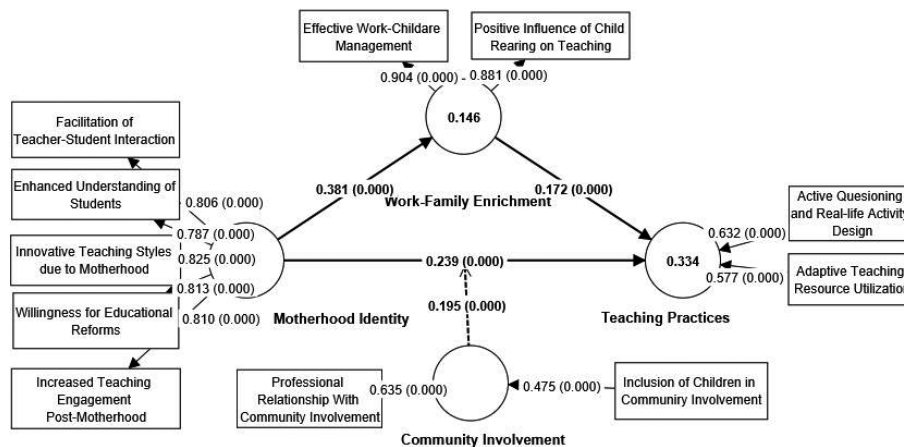 Effective Work-Childare
Management
Positive Influence of Child
Rearing on Teaching
0.904 (0.000)
0.881 (0.000)
0.146
Facilitation of
Teacher-Student Interaction
Enhanced Understanding of
Students
Innovative Teaching Styles
due to Motherhood
Willingness for Educational
Reforms
Increased Teaching
Engagement
Post-Motherhood
0.806 (0.000)
0.787 (0.000)
0.825 (0.000)
0.813 (0.000)
0.810 (0.000)
Motherhood Identity
0.381 (0.000)
0.172 (0.000)
Work-Family Enrichment
0.239 (0.000)
0.195 (0.000)
0.334
Teaching Practices
0.632 (0.000)
0.577 (0.000)
Active Quesioning
and Real-life Activity
Design
Adaptive Teaching
Resource Utilization
Professional
Relationship With
Community Involvement
0.635 (0.000)
0.475 (0.000)
Inclusion of Children in
Community Involvement
Community Involvement